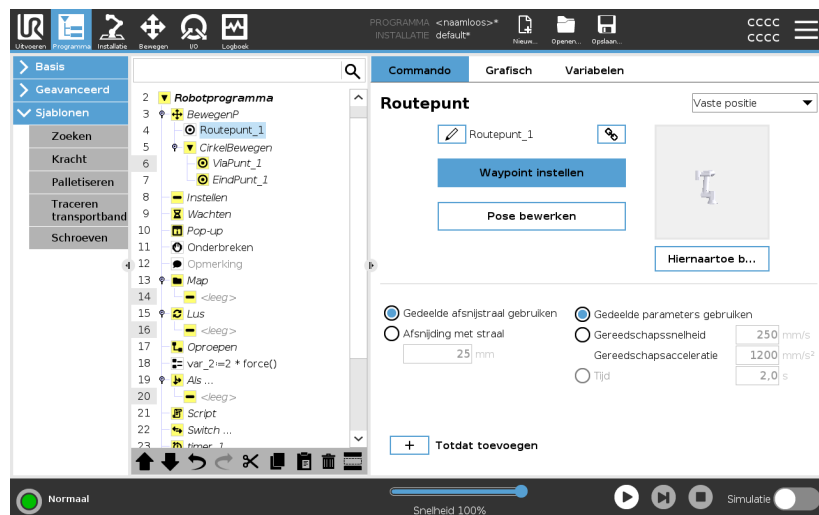 PROGRAMMA <naamloos>*
INSTALLATIE default*
cccc
cccc
Uitvoeren
Programma
Installatie
Bewegen
I/O
Logboek
Nieuw...
Openen...
Opslaan...
Basis
Geavanceerd
Sjablonen
Zoeken
Kracht
Palletiseren
Traceren
transportband
Schroeven
2 Robotprogramma
3 BewegenP
4 Routepunt_1
5 CirkelBewegen
6 ViaPunt_1
7 EindPunt_1
8 Instellen
9 Wachten
10 Pop-up
11 Onderbreken
12 Opmerking
13 Map
14 <leeg>
15 Lus
16 <leeg>
17 Oproepen
18 var_2:=2 * force()
19 Als ...
20 <leeg>
21 Script
22 Switch ...
23 timer_1
Commando
Grafisch
Variabelen
Routepunt
Vaste positie
Routepunt_1
Waypoint instellen
Pose bewerken
Hiernaartoe b...
Gedeelde afsnijstraal gebruiken
Afsnijding met straal
25 mm
Gedeelde parameters gebruiken
Gereedschapssnelheid 250 mm/s
Gereedschapsacceleratie 1200 mm/s²
Tijd 2,0 s
+ Totdat toevoegen
Normaal
Snelheid 100%
Simulatie